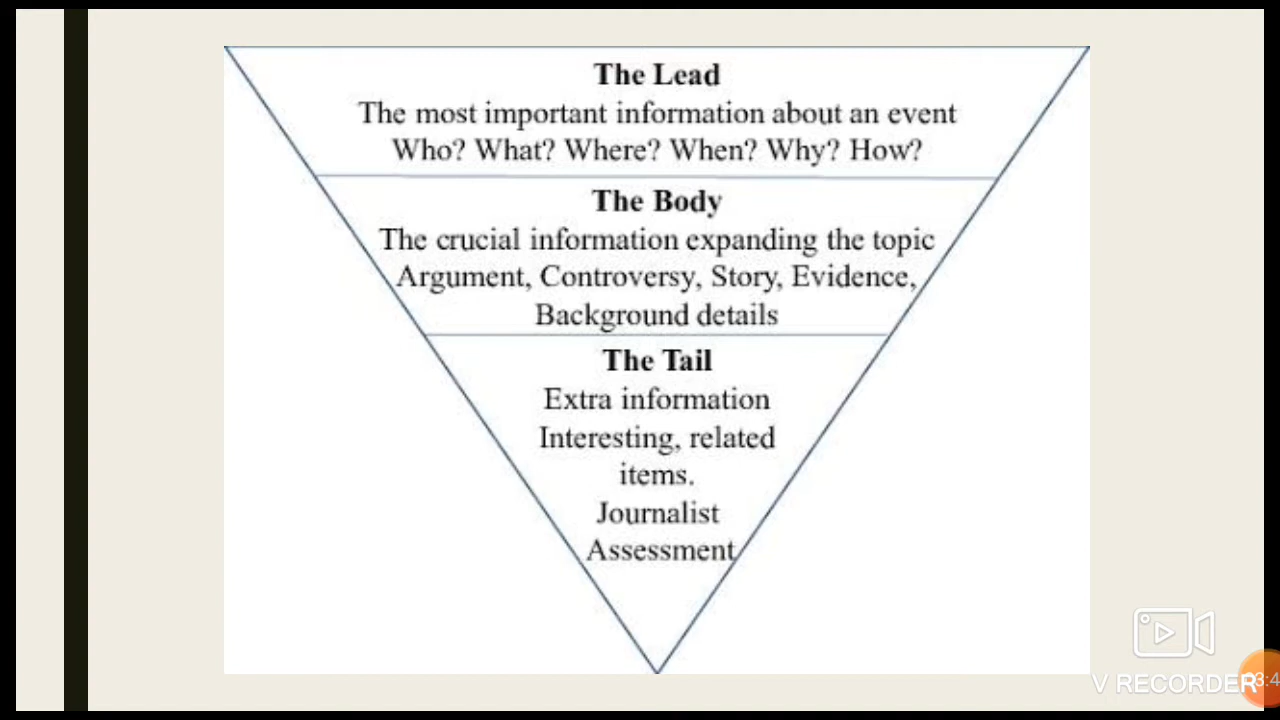 The Lead
The most important information about an event
Who? What? Where? When? Why? How?
The Body
The crucial information expanding the topic
Argument, Controversy, Story, Evidence,
Background details
The Tail
Extra information
Interesting, related
items.
Journalist
Assessment
V RECORDER